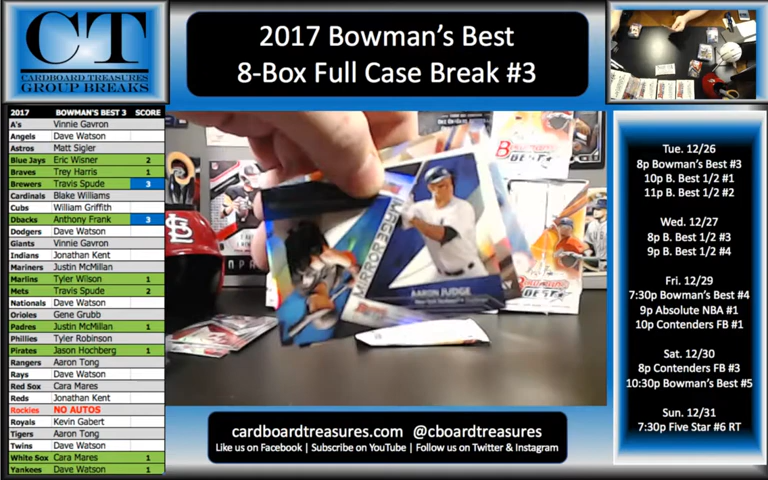 CT
CARDBOARD TREASURES
GROUP BREAKS
2017 Bowman's Best
8-Box Full Case Break #3
2017 BOWMAN'S BEST 3 SCORE
A's Vinnie Gavron
Angels Dave Watson
Astros Matt Sigler
Blue Jays Eric Wisner 2
Braves Trey Harris 1
Brewers Travis Spude 3
Cardinals Blake Williams
Cubs William Griffith
Dbacks Anthony Frank 3
Dodgers Dave Watson
Giants Vinnie Gavron
Indians Jonathan Kent
Mariners Justin McMillan
Marlins Tyler Wilson 1
Mets Travis Spude 2
Nationals Dave Watson
Orioles Gene Grubb
Padres Justin McMillan 1
Phillies Tyler Robinson
Pirates Jason Hochberg 1
Rangers Aaron Tong
Rays Dave Watson
Red Sox Cara Mares
Reds Jonathan Kent
Rockies NO AUTOS
Royals Kevin Gabert
Tigers Aaron Tong
Twins Dave Watson
White Sox Cara Mares 1
Yankees Dave Watson 1
MIRROR IMAGE
AARON JUDGE
BEST
cardboardtreasures.com @cboardtreasures
Like us on Facebook | Subscribe on YouTube | Follow us on Twitter & Instagram
Tue. 12/26
8p Bowman's Best #3
10p B. Best 1/2 #1
11p B. Best 1/2 #2
Wed. 12/27
8p B. Best 1/2 #3
9p B. Best 1/2 #4
Fri. 12/29
7:30p Bowman's Best #4
9p Absolute NBA #1
10p Contenders FB #1
Sat. 12/30
8p Contenders FB #3
10:30p Bowman's Best #5
Sun. 12/31
7:30p Five Star #6 RT